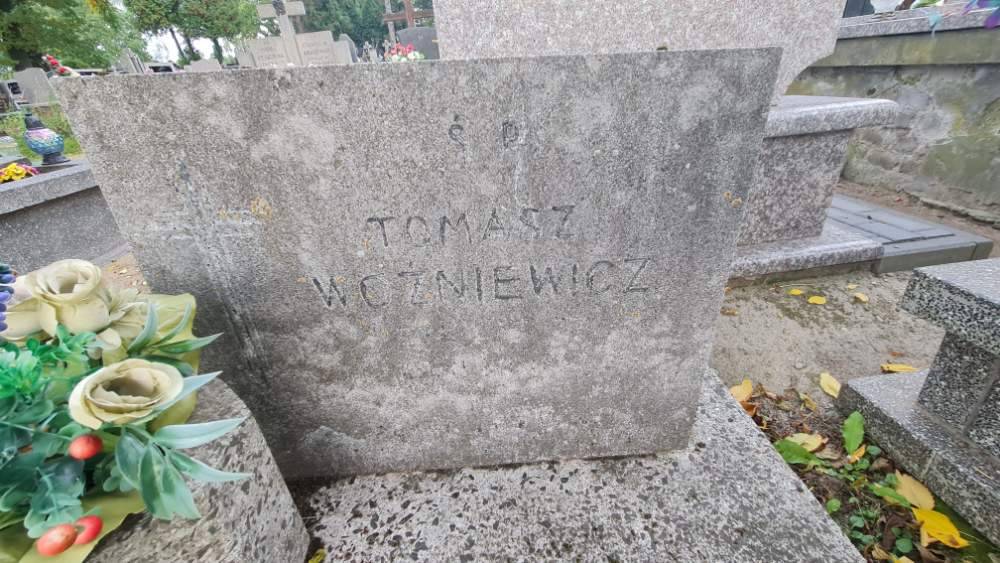 Ś P
TOMASZ
WOŹNIEWICZ